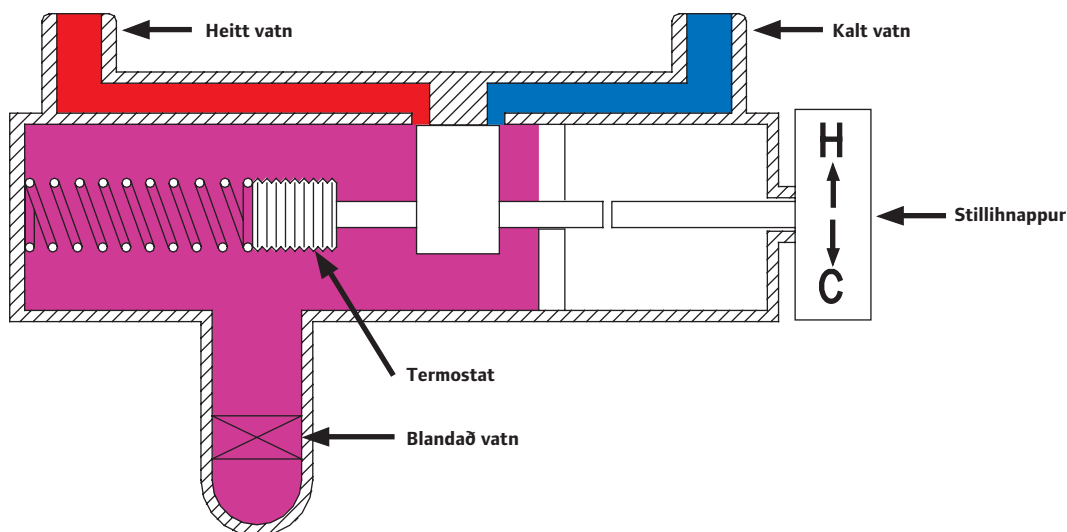 Heitt vatn
Kalt vatn
H
C
Stillihnappur
Termostat
Blandað vatn